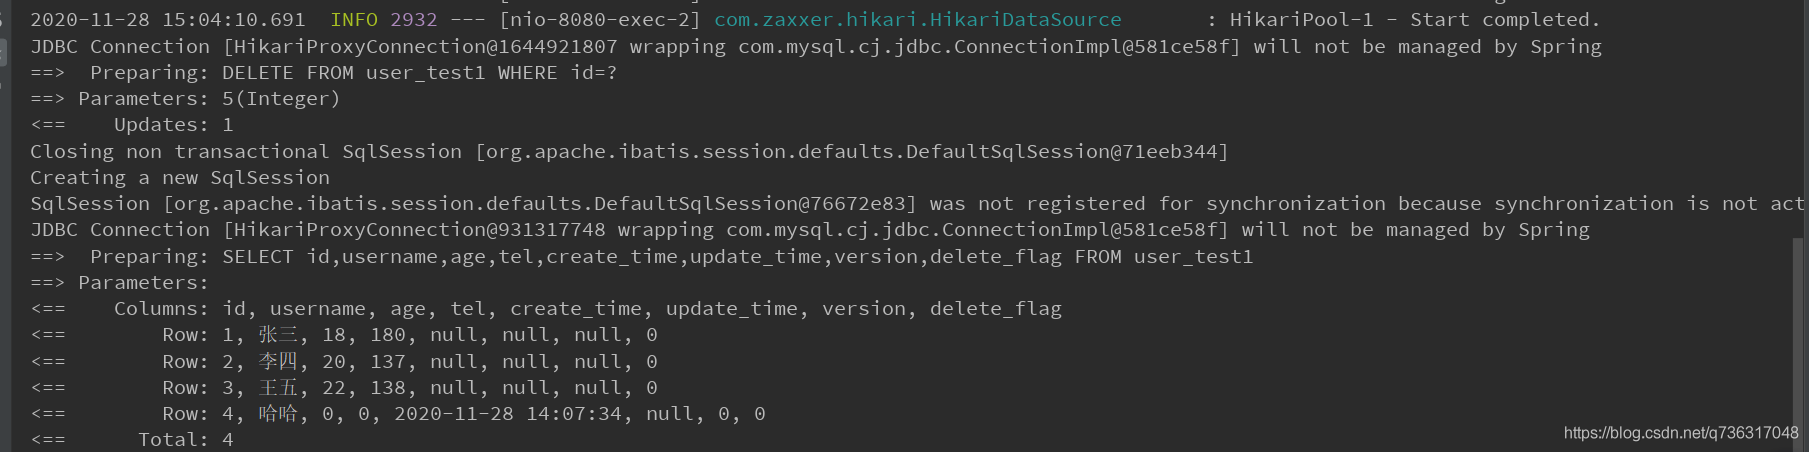 2020-11-28 15:04:10.691  INFO 2932 --- [nio-8080-exec-2] com.zaxxer.hikari.HikariDataSource       : HikariPool-1 - Start completed.
JDBC Connection [HikariProxyConnection@1644921807 wrapping com.mysql.cj.jdbc.ConnectionImpl@581ce58f] will not be managed by Spring
==>  Preparing: DELETE FROM user_test1 WHERE id=?
==> Parameters: 5(Integer)
<==    Updates: 1
Closing non transactional SqlSession [org.apache.ibatis.session.defaults.DefaultSqlSession@71eeb344]
Creating a new SqlSession
SqlSession [org.apache.ibatis.session.defaults.DefaultSqlSession@76672e83] was not registered for synchronization because synchronization is not act
JDBC Connection [HikariProxyConnection@931317748 wrapping com.mysql.cj.jdbc.ConnectionImpl@581ce58f] will not be managed by Spring
==>  Preparing: SELECT id,username,age,tel,create_time,update_time,version,delete_flag FROM user_test1
==> Parameters:
<==    Columns: id, username, age, tel, create_time, update_time, version, delete_flag
<==        Row: 1, 张三, 18, 180, null, null, null, 0
<==        Row: 2, 李四, 20, 137, null, null, null, 0
<==        Row: 3, 王五, 22, 138, null, null, null, 0
<==        Row: 4, 哈哈, 0, 0, 2020-11-28 14:07:34, null, 0, 0
<==      Total: 4
https://blog.csdn.net/q736317048